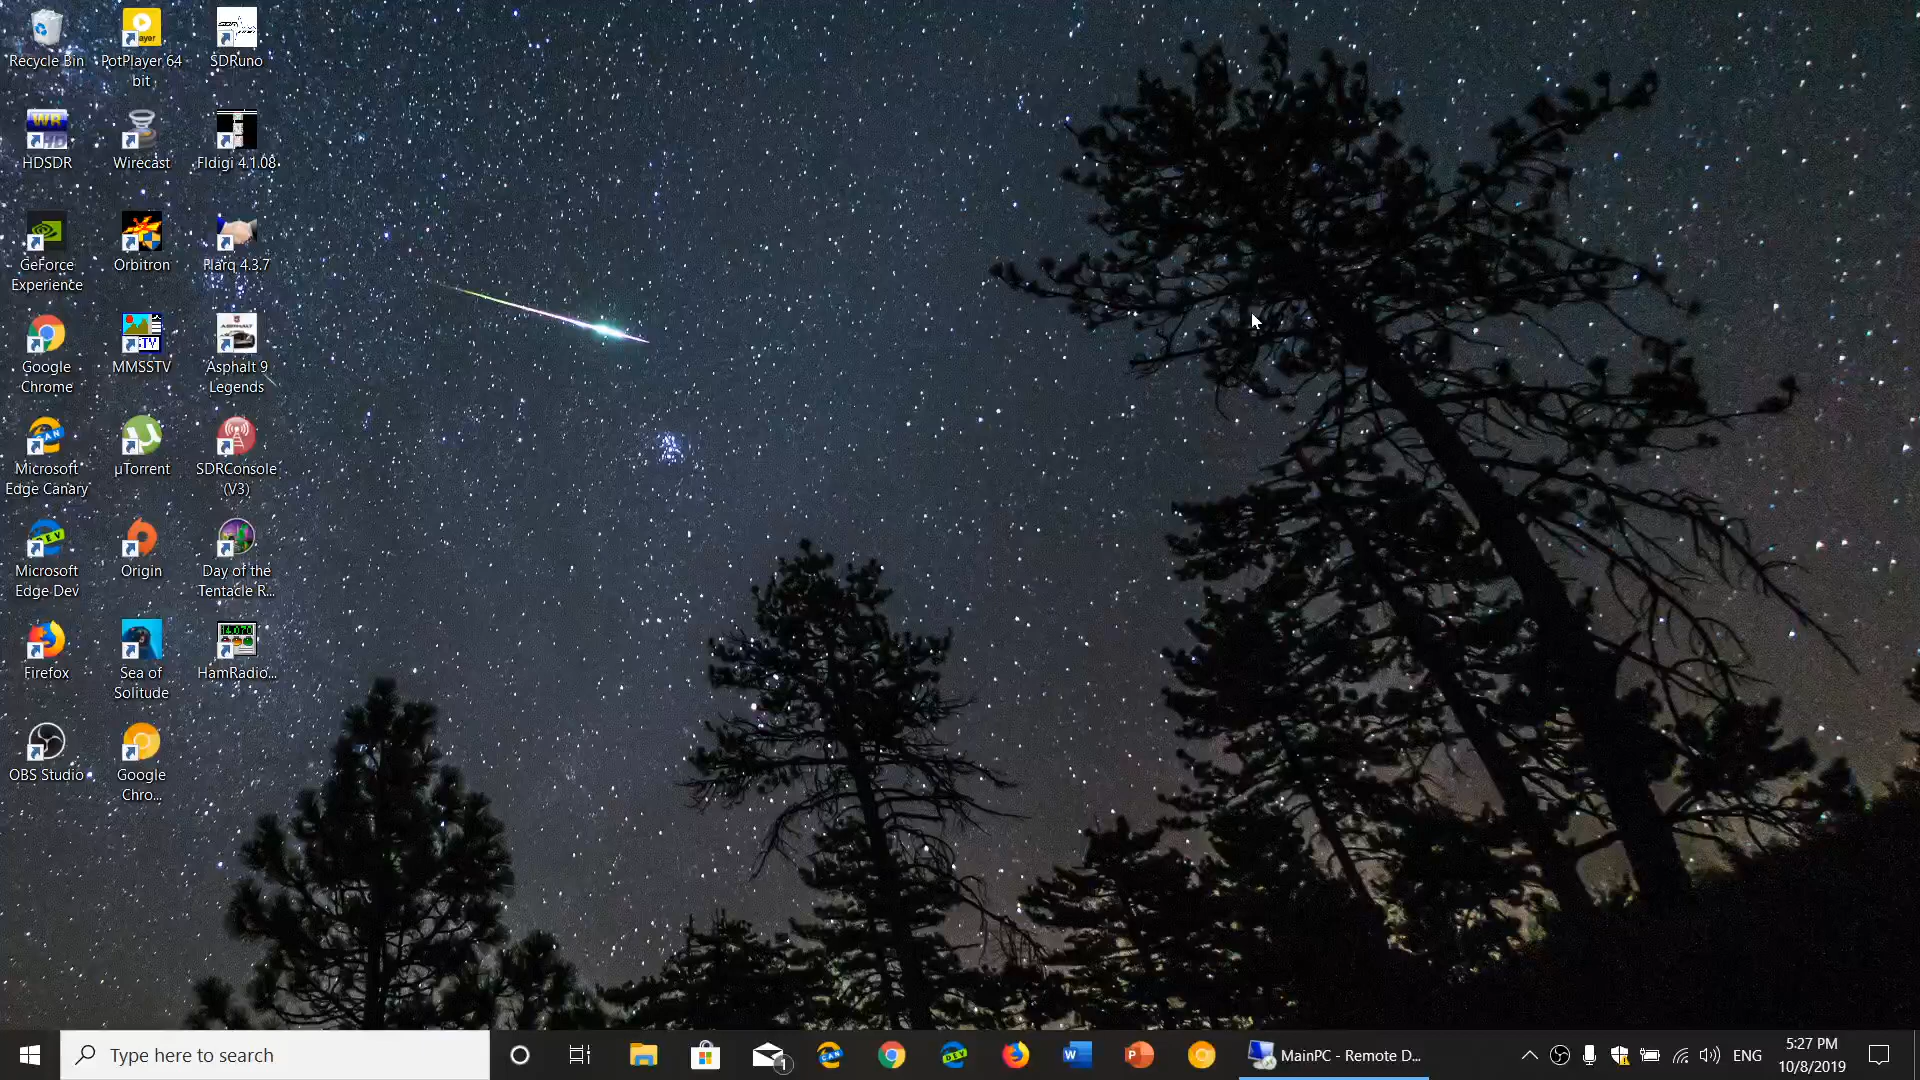 Recycle Bin
PotPlayer 64
bit
SDRuno
HDSDR
Wirecast
Fldigi 4.1.08
GeForce
Experience
Orbitron
Flarq 4.3.7
Google
Chrome
MMSSTV
Asphalt 9
Legends
Microsoft
Edge Canary
µTorrent
SDRConsole
(V3)
Microsoft
Edge Dev
Origin
Day of the
Tentacle R...
Firefox
Sea of
Solitude
HamRadio...
OBS Studio
Google
Chro...
Type here to search
1
MainPC - Remote D...
ENG
5:27 PM
10/8/2019